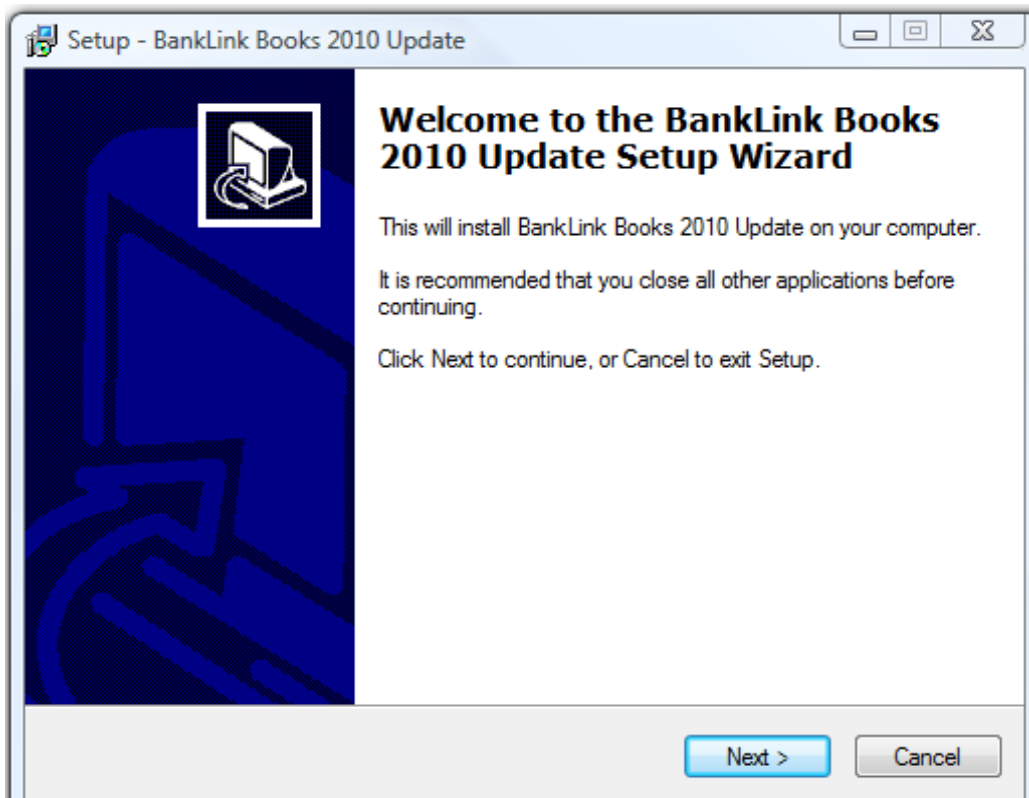 Setup - BankLink Books 2010 Update
Welcome to the BankLink Books
2010 Update Setup Wizard
This will install BankLink Books 2010 Update on your computer.
It is recommended that you close all other applications before
continuing.
Click Next to continue, or Cancel to exit Setup.
Next >
Cancel